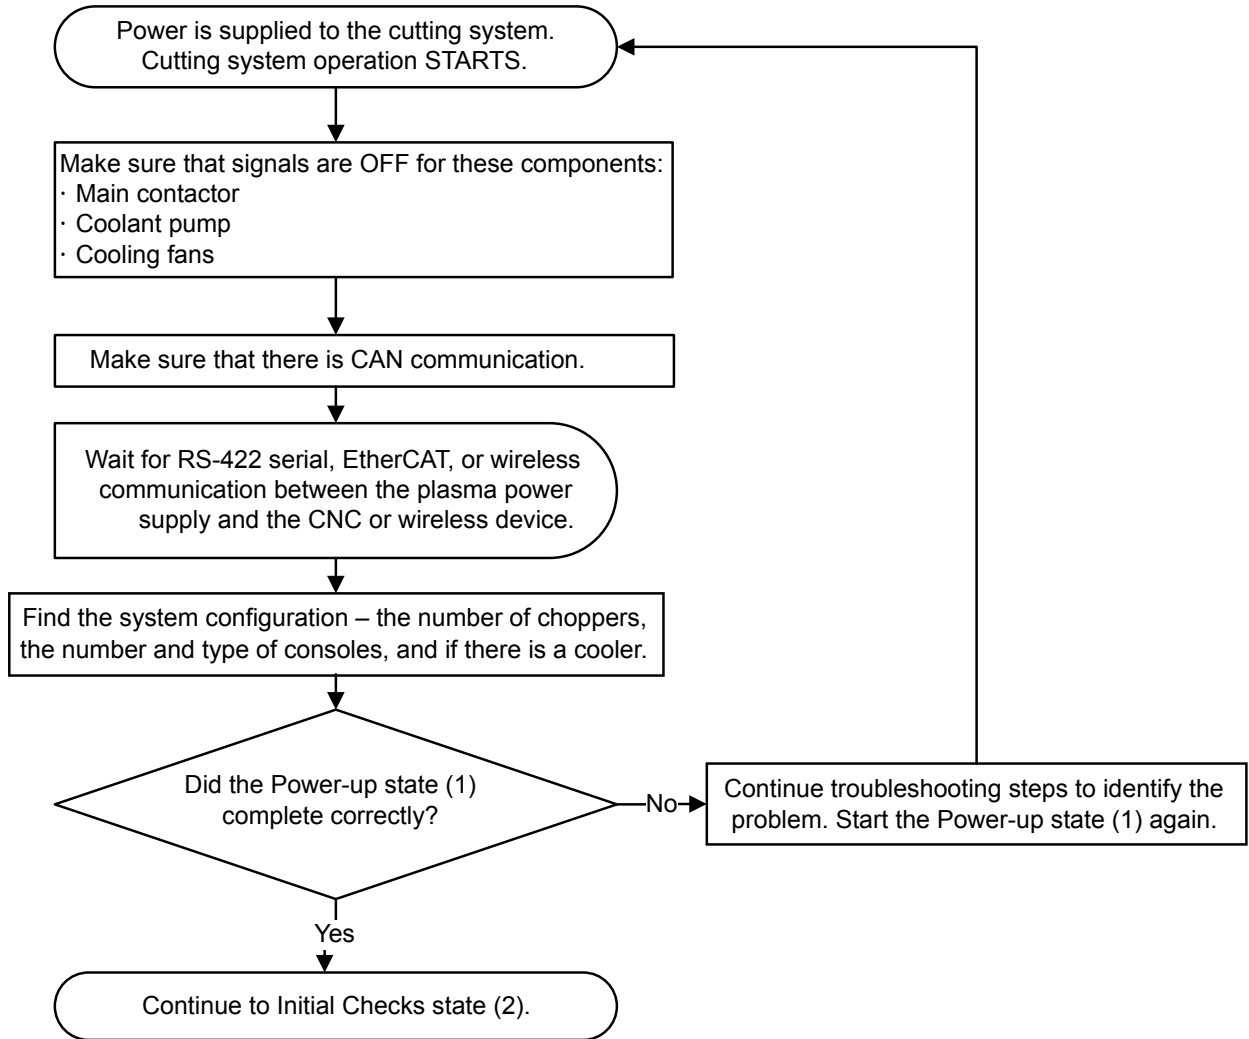 Power is supplied to the cutting system.
Cutting system operation STARTS.
Make sure that signals are OFF for these components:
· Main contactor
· Coolant pump
· Cooling fans
Make sure that there is CAN communication.
Wait for RS-422 serial, EtherCAT, or wireless
communication between the plasma power
supply and the CNC or wireless device.
Find the system configuration – the number of choppers,
the number and type of consoles, and if there is a cooler.
Did the Power-up state (1)
complete correctly?
No
Continue troubleshooting steps to identify the
problem. Start the Power-up state (1) again.
Yes
Continue to Initial Checks state (2).